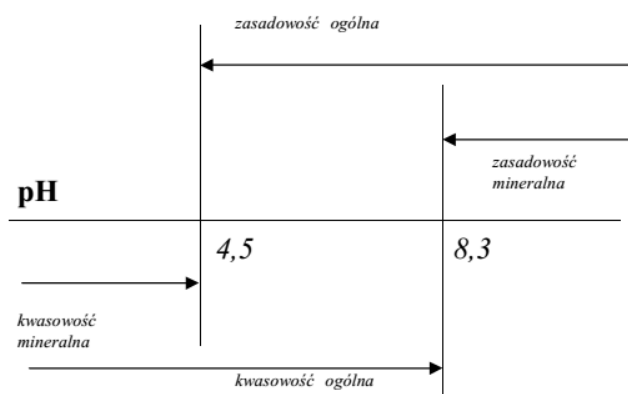 zasadowość ogólna
zasadowość
mineralna
pH
4,5
8,3
kwasowość
mineralna
kwasowość ogólna